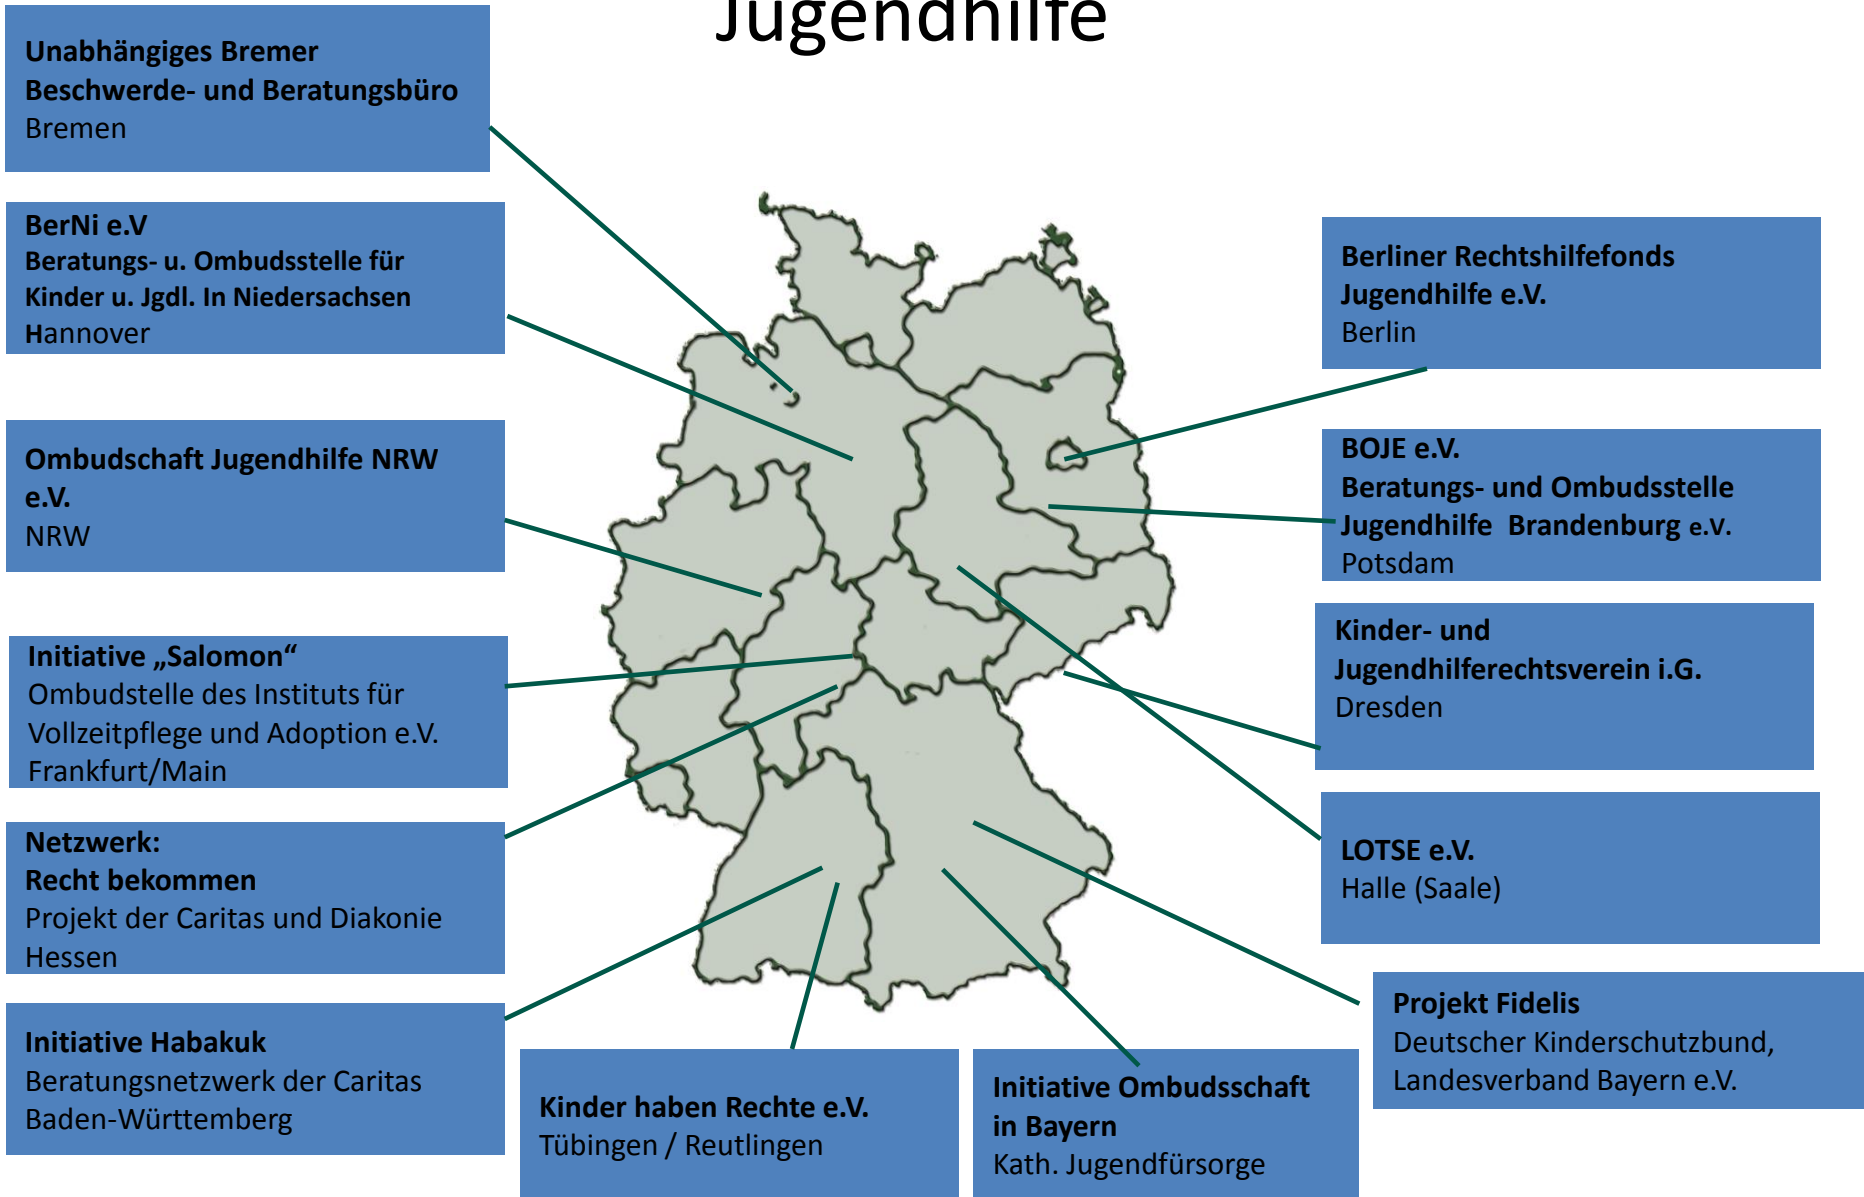 Jugendhilfe
Unabhängiges Bremer
Beschwerde- und Beratungsbüro
Bremen
BerNi e.V
Beratungs- u. Ombudsstelle für
Kinder u. Jgdl. In Niedersachsen
Hannover
Ombudschaft Jugendhilfe NRW
e.V.
NRW
Initiative „Salomon“
Ombudstelle des Instituts für
Vollzeitpflege und Adoption e.V.
Frankfurt/Main
Netzwerk:
Recht bekommen
Projekt der Caritas und Diakonie
Hessen
Initiative Habakuk
Beratungsnetzwerk der Caritas
Baden-Württemberg
Kinder haben Rechte e.V.
Tübingen / Reutlingen
Initiative Ombudsschaft
in Bayern
Kath. Jugendfürsorge
Projekt Fidelis
Deutscher Kinderschutzbund,
Landesverband Bayern e.V.
LOTSE e.V.
Halle (Saale)
Kinder- und
Jugendhilferechtsverein i.G.
Dresden
BOJE e.V.
Beratungs- und Ombudsstelle
Jugendhilfe Brandenburg e.V.
Potsdam
Berliner Rechtshilfefonds
Jugendhilfe e.V.
Berlin